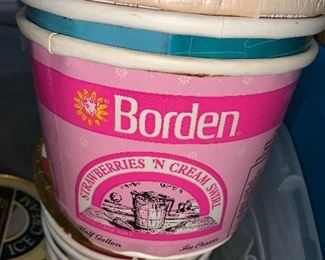 Borden
STRAWBERRIES 'N CREAM SWIRL
Half Gallon
Ice Cream
ICE CREAM